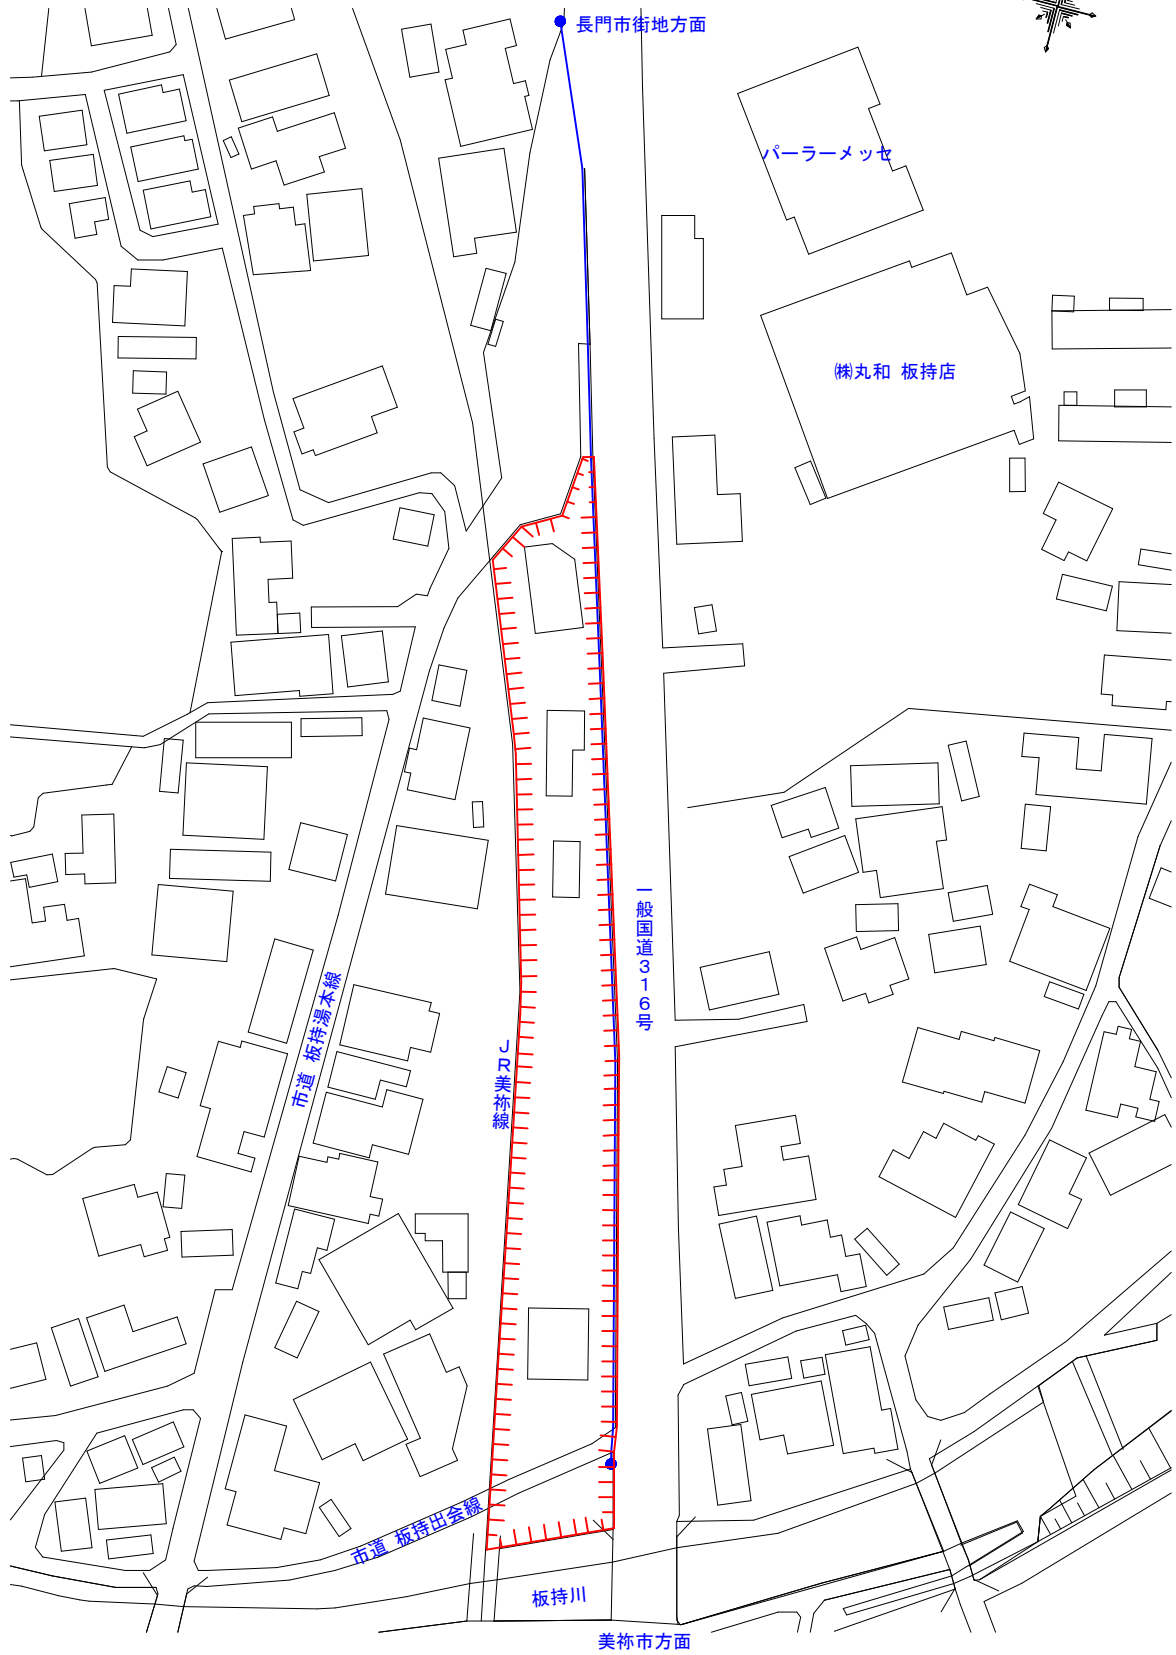 長門市街地方面
パーラーメッセ
㈱丸和 板持店
一般国道316号
市道 板持湯本線
JR美祢線
市道 板持出会線
板持川
美祢市方面